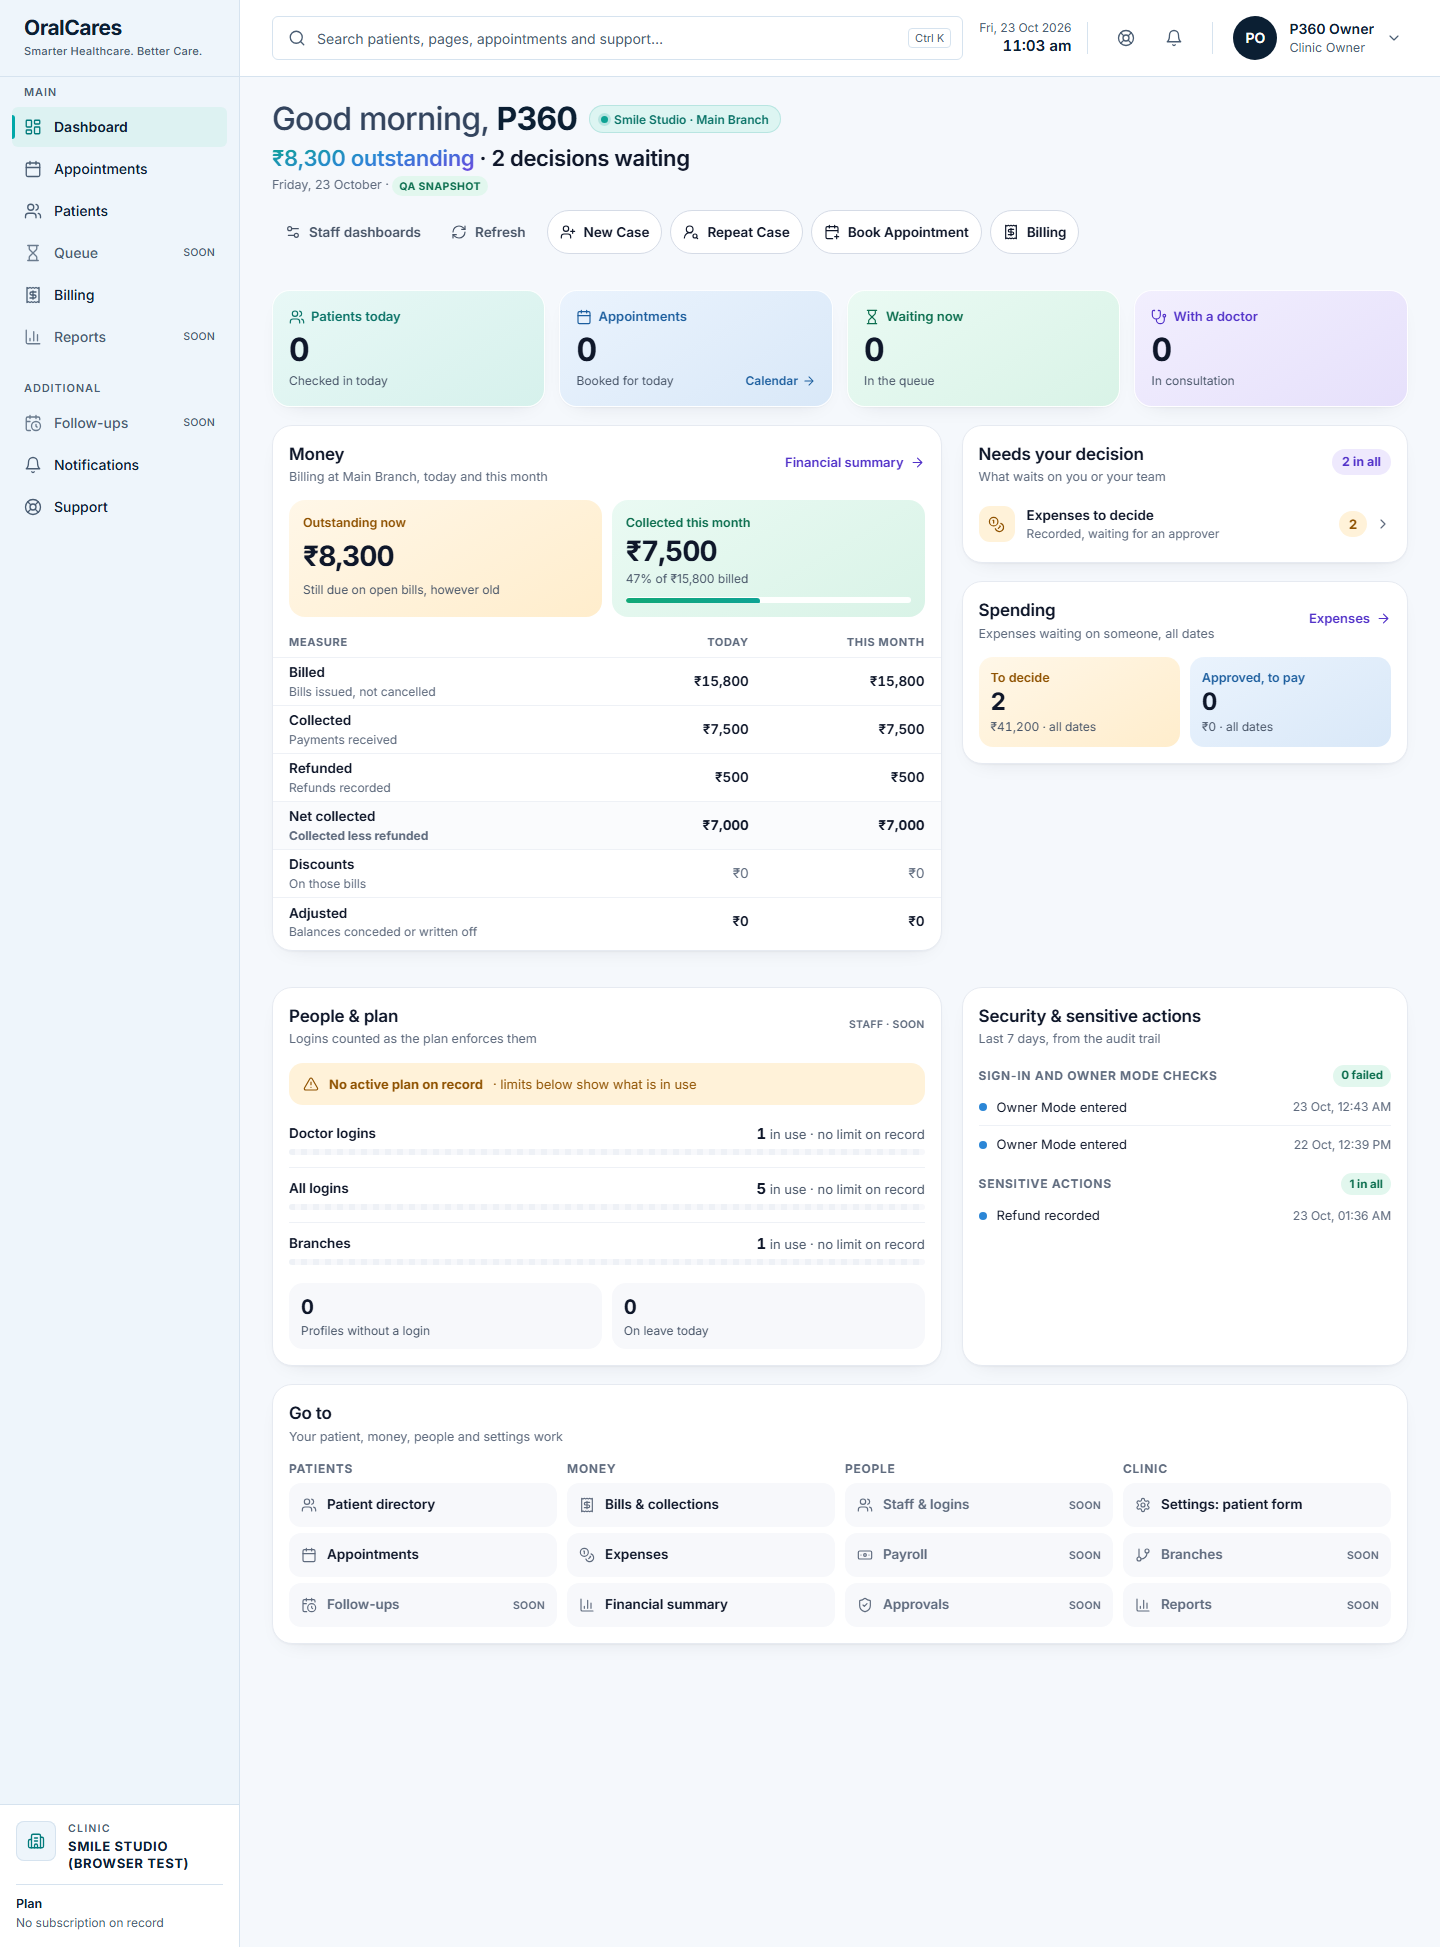 OralCares
Smarter Healthcare. Better Care.
Search patients, pages, appointments and support...
Ctrl K
Fri, 23 Oct 2026
11:03 am
PO
P360 Owner
Clinic Owner
MAIN
Dashboard
Appointments
Patients
Queue SOON
Billing
Reports SOON
ADDITIONAL
Follow-ups SOON
Notifications
Support
Good morning, P360
Smile Studio · Main Branch
₹8,300 outstanding · 2 decisions waiting
Friday, 23 October · QA SNAPSHOT
Staff dashboards
Refresh
New Case
Repeat Case
Book Appointment
Billing
Patients today
0
Checked in today
Appointments
0
Booked for today
Calendar
Waiting now
0
In the queue
With a doctor
0
In consultation
Money
Billing at Main Branch, today and this month
Financial summary
Outstanding now
₹8,300
Still due on open bills, however old
Collected this month
₹7,500
47% of ₹15,800 billed
MEASURE TODAY THIS MONTH
Billed
Bills issued, not cancelled
₹15,800 ₹15,800
Collected
Payments received
₹7,500 ₹7,500
Refunded
Refunds recorded
₹500 ₹500
Net collected
Collected less refunded
₹7,000 ₹7,000
Discounts
On those bills
₹0 ₹0
Adjusted
Balances conceded or written off
₹0 ₹0
Needs your decision
What waits on you or your team
2 in all
Expenses to decide
Recorded, waiting for an approver
2
Spending
Expenses waiting on someone, all dates
Expenses
To decide
2
₹41,200 · all dates
Approved, to pay
0
₹0 · all dates
People & plan
Logins counted as the plan enforces them
STAFF · SOON
No active plan on record · limits below show what is in use
Doctor logins 1 in use · no limit on record
All logins 5 in use · no limit on record
Branches 1 in use · no limit on record
0
Profiles without a login
0
On leave today
Security & sensitive actions
Last 7 days, from the audit trail
SIGN-IN AND OWNER MODE CHECKS 0 failed
Owner Mode entered 23 Oct, 12:43 AM
Owner Mode entered 22 Oct, 12:39 PM
SENSITIVE ACTIONS 1 in all
Refund recorded 23 Oct, 01:36 AM
Go to
Your patient, money, people and settings work
PATIENTS
Patient directory
Appointments
Follow-ups SOON
MONEY
Bills & collections
Expenses
Financial summary
PEOPLE
Staff & logins SOON
Payroll SOON
Approvals SOON
CLINIC
Settings: patient form
Branches SOON
Reports SOON
CLINIC
SMILE STUDIO
(BROWSER TEST)
Plan
No subscription on record